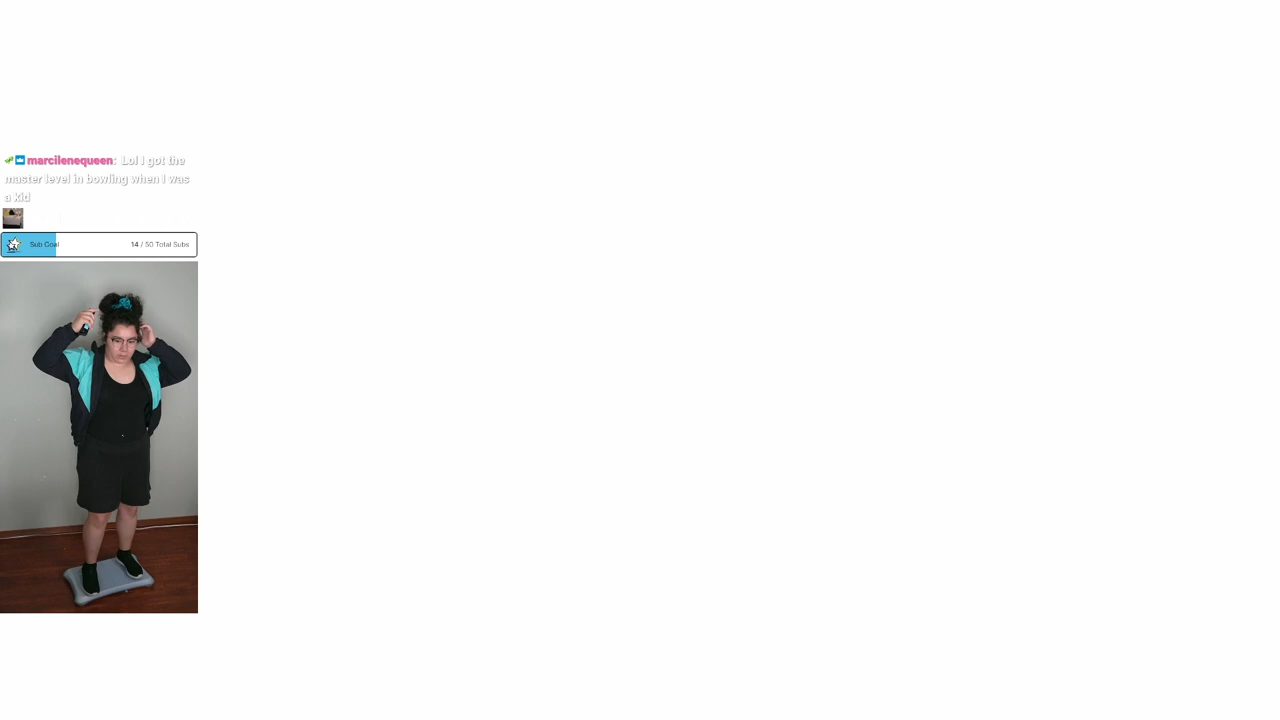 marcilenequeen: Lol I got the
master level in bowling when I was
a kid
Sub Goal 14 / 50 Total Subs